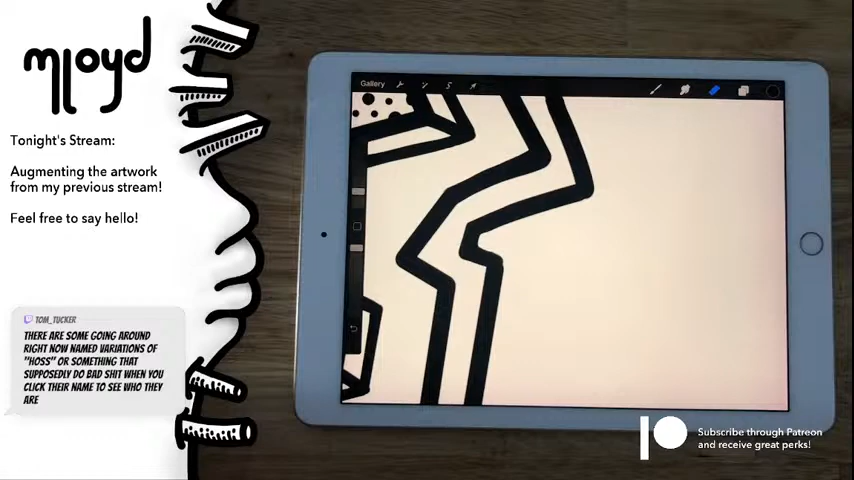 mloyd
Tonight's Stream:
Augmenting the artwork
from my previous stream!
Feel free to say hello!
TOM_TUCKER
THERE ARE SOME GOING AROUND
RIGHT NOW NAMED VARIATIONS OF
"HOSS" OR SOMETHING THAT
SUPPOSEDLY DO BAD SHIT WHEN YOU
CLICK THEIR NAME TO SEE WHO THEY
ARE
Gallery
Subscribe through Patreon
and receive great perks!